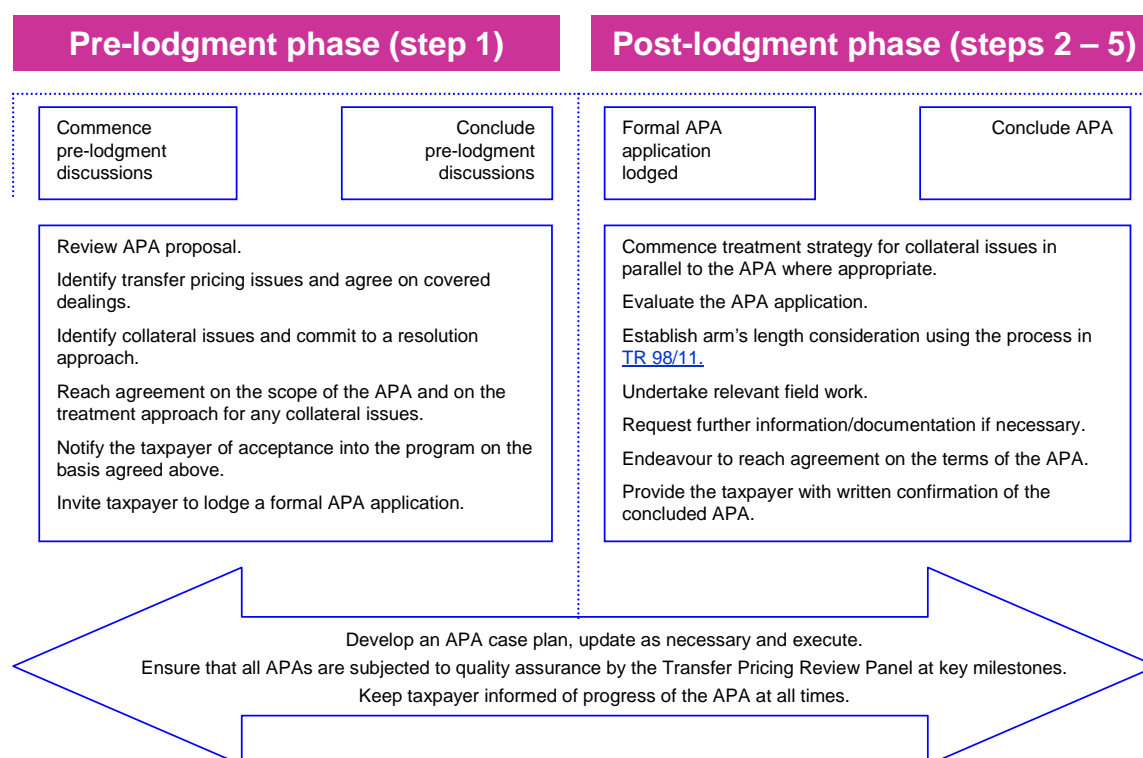 Pre-lodgment phase (step 1)
Post-lodgment phase (steps 2 – 5)
Commence
pre-lodgment
discussions
Conclude
pre-lodgment
discussions
Formal APA
application
lodged
Conclude APA
Review APA proposal.
Identify transfer pricing issues and agree on covered
dealings.
Identify collateral issues and commit to a resolution
approach.
Reach agreement on the scope of the APA and on the
treatment approach for any collateral issues.
Notify the taxpayer of acceptance into the program on the
basis agreed above.
Invite taxpayer to lodge a formal APA application.
Commence treatment strategy for collateral issues in
parallel to the APA where appropriate.
Evaluate the APA application.
Establish arm’s length consideration using the process in
TR 98/11.
Undertake relevant field work.
Request further information/documentation if necessary.
Endeavour to reach agreement on the terms of the APA.
Provide the taxpayer with written confirmation of the
concluded APA.
Develop an APA case plan, update as necessary and execute.
Ensure that all APAs are subjected to quality assurance by the Transfer Pricing Review Panel at key milestones.
Keep taxpayer informed of progress of the APA at all times.